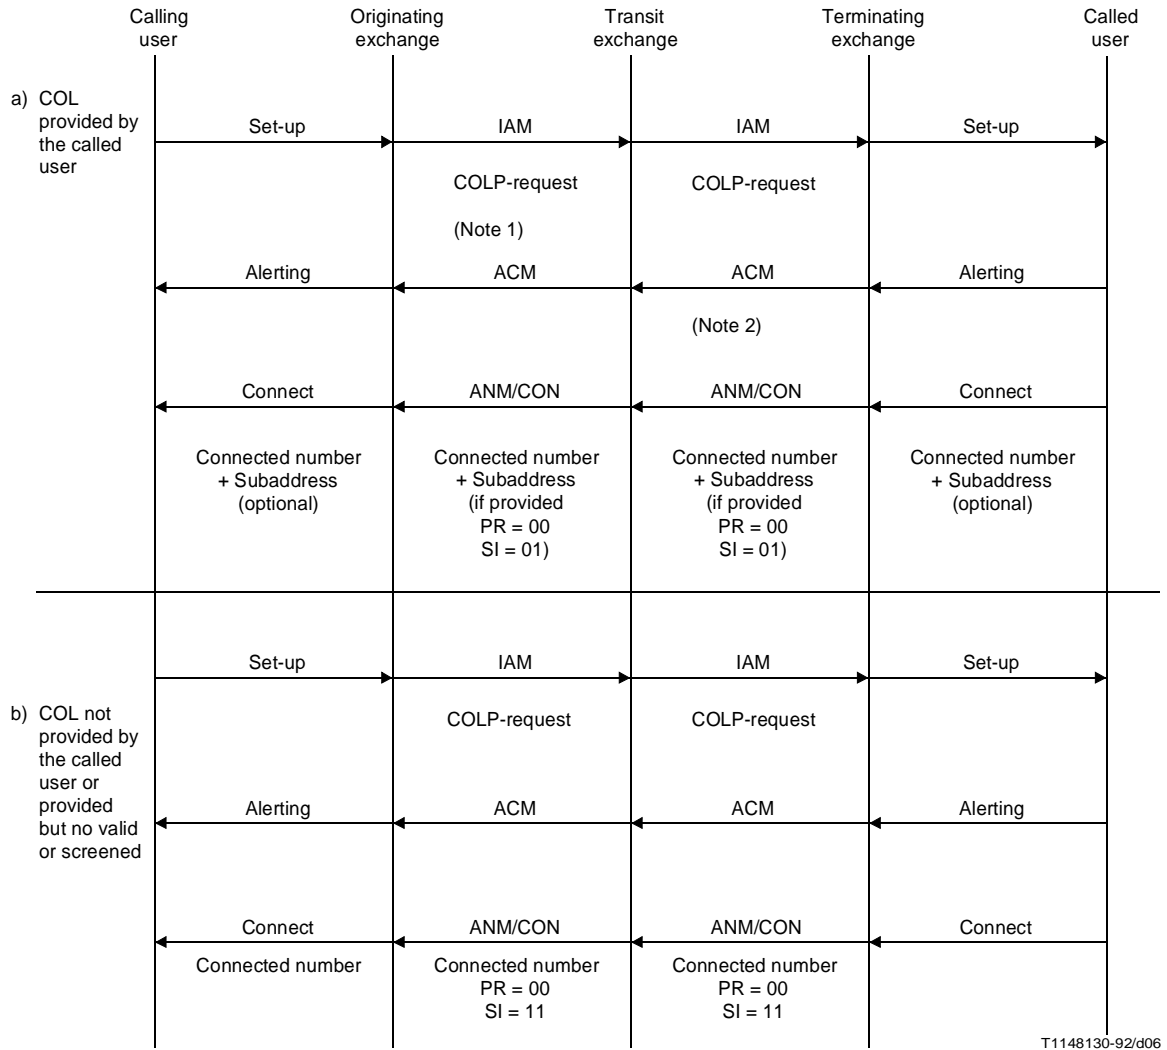 Calling user
Originating exchange
Transit exchange
Terminating exchange
Called user
a) COL
provided by
the called
user
Set-up
IAM
IAM
Set-up
COLP-request
COLP-request
(Note 1)
Alerting
ACM
ACM
Alerting
(Note 2)
Connect
ANM/CON
ANM/CON
Connect
Connected number
+ Subaddress
(optional)
Connected number
+ Subaddress
(if provided
PR = 00
SI = 01)
Connected number
+ Subaddress
(if provided
PR = 00
SI = 01)
Connected number
+ Subaddress
(optional)
Set-up
IAM
IAM
Set-up
b) COL not
provided by
the called
user or
provided
but no valid
or screened
COLP-request
COLP-request
Alerting
ACM
ACM
Alerting
Connect
ANM/CON
ANM/CON
Connect
Connected number
Connected number
PR = 00
SI = 11
Connected number
PR = 00
SI = 11
T1148130-92/d06